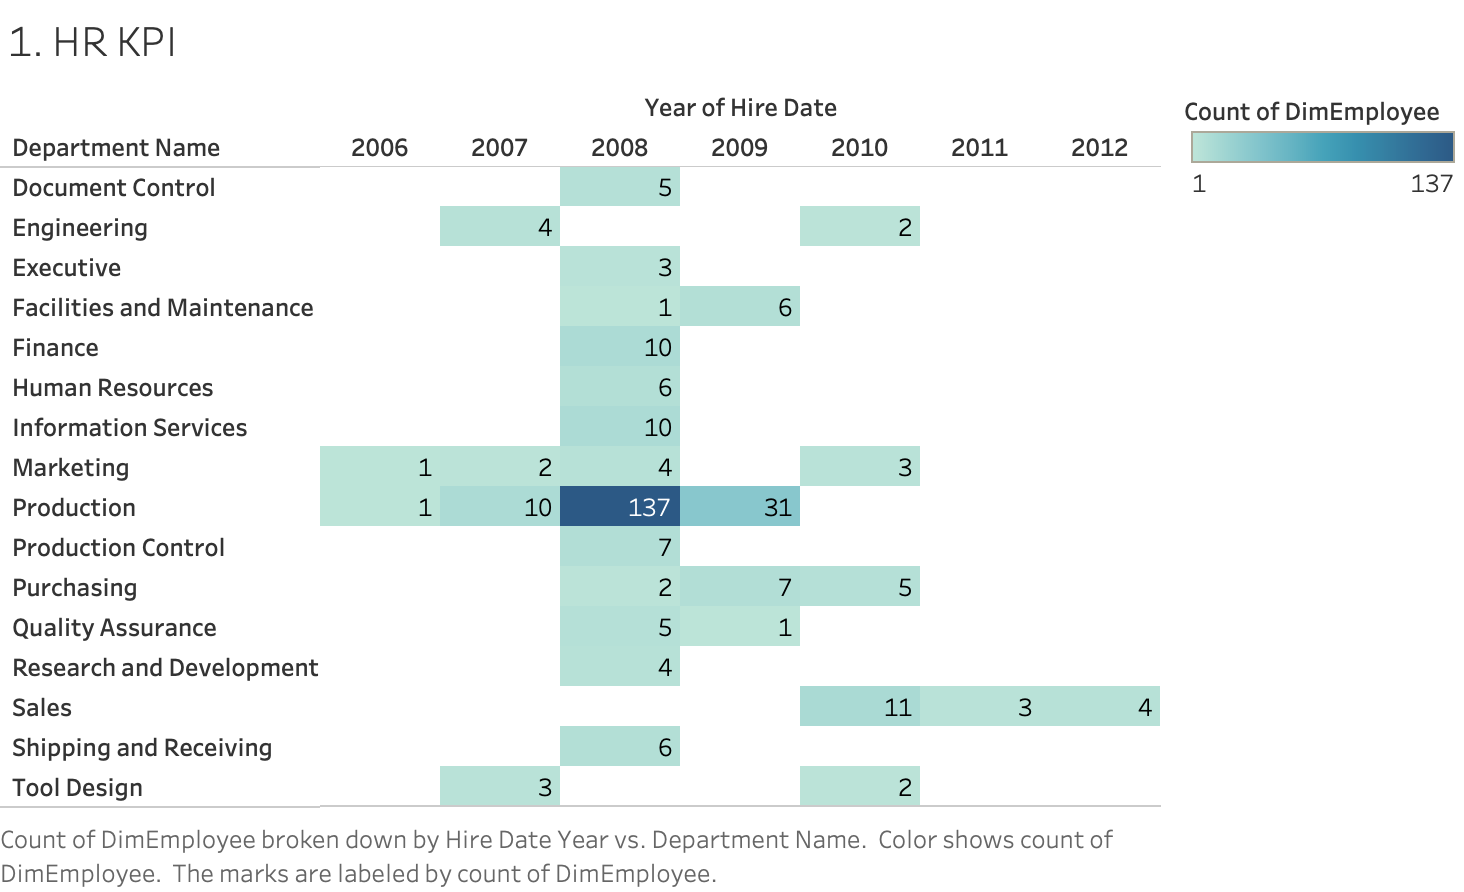 1. HR KPI
Year of Hire Date
Count of DimEmployee
Department Name 2006 2007 2008 2009 2010 2011 2012
1 137
Document Control 5
Engineering 4 2
Executive 3
Facilities and Maintenance 1 6
Finance 10
Human Resources 6
Information Services 10
Marketing 1 2 4 3
Production 1 10 137 31
Production Control 7
Purchasing 2 7 5
Quality Assurance 5 1
Research and Development 4
Sales 11 3 4
Shipping and Receiving 6
Tool Design 3 2
Count of DimEmployee broken down by Hire Date Year vs. Department Name.  Color shows count of
DimEmployee.  The marks are labeled by count of DimEmployee.